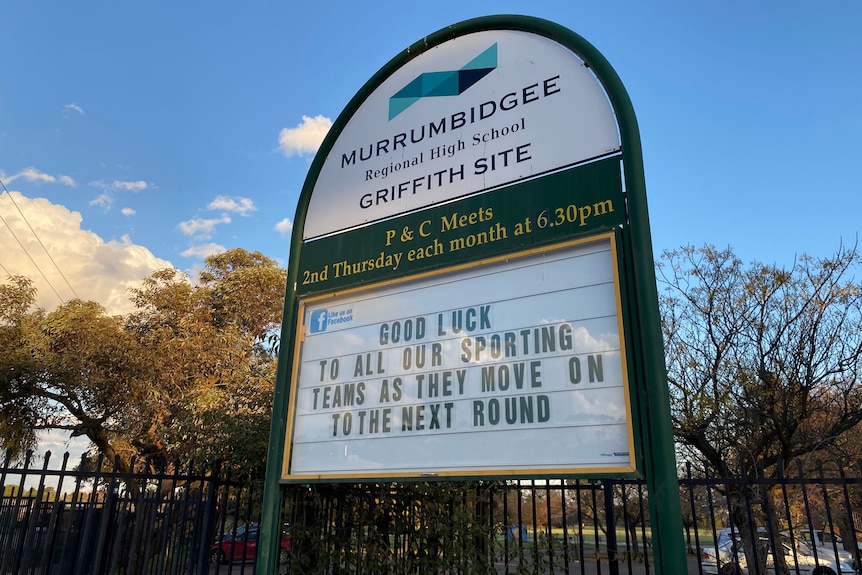 MURRUMBIDGEE
Regional High School
GRIFFITH SITE
P & C Meets
2nd Thursday each month at 6.30pm
f Like us on
Facebook
GOOD LUCK
TO ALL OUR SPORTING
TEAMS AS THEY MOVE ON
TO THE NEXT ROUND